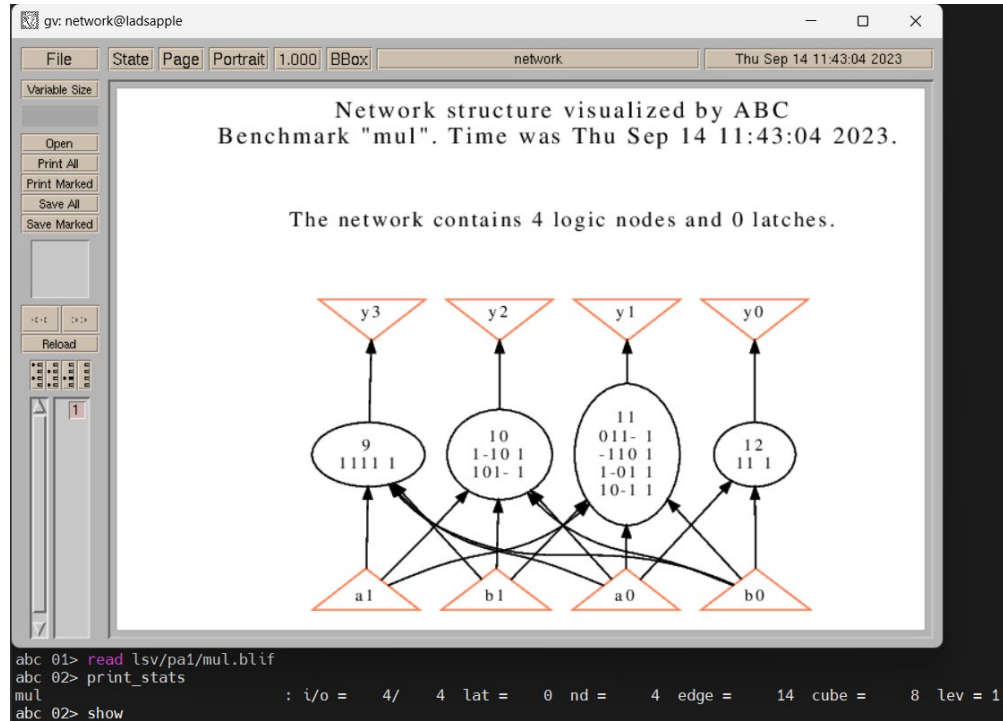 gv: network@ladsapple
File State Page Portrait 1.000 BBox network Thu Sep 14 11:43:04 2023
Variable Size
Open
Print All
Print Marked
Save All
Save Marked
Reload
1
Network structure visualized by ABC
Benchmark "mul". Time was Thu Sep 14 11:43:04 2023.
The network contains 4 logic nodes and 0 latches.
y3 y2 y1 y0
9
1111 1
10
1-10 1
101- 1
11
011- 1
-110 1
1-01 1
10-1 1
12
11 1
a1 b1 a0 b0
abc 01> read lsv/pa1/mul.blif
abc 02> print_stats
mul : i/o = 4/ 4 lat = 0 nd = 4 edge = 14 cube = 8 lev = 1
abc 02> show